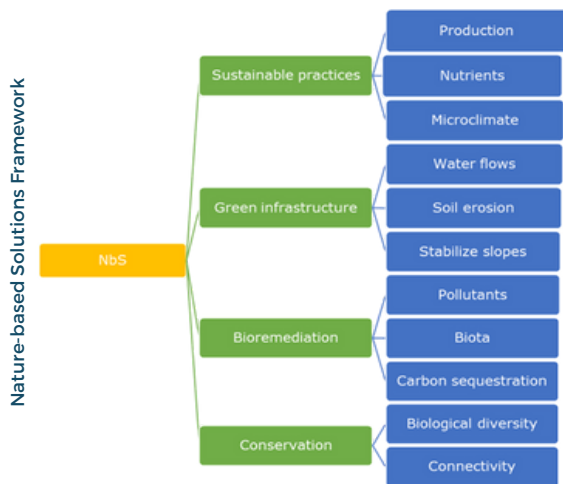 Nature-based Solutions Framework
NbS
Sustainable practices
Production
Nutrients
Microclimate
Green infrastructure
Water flows
Soil erosion
Stabilize slopes
Bioremediation
Pollutants
Biota
Carbon sequestration
Conservation
Biological diversity
Connectivity